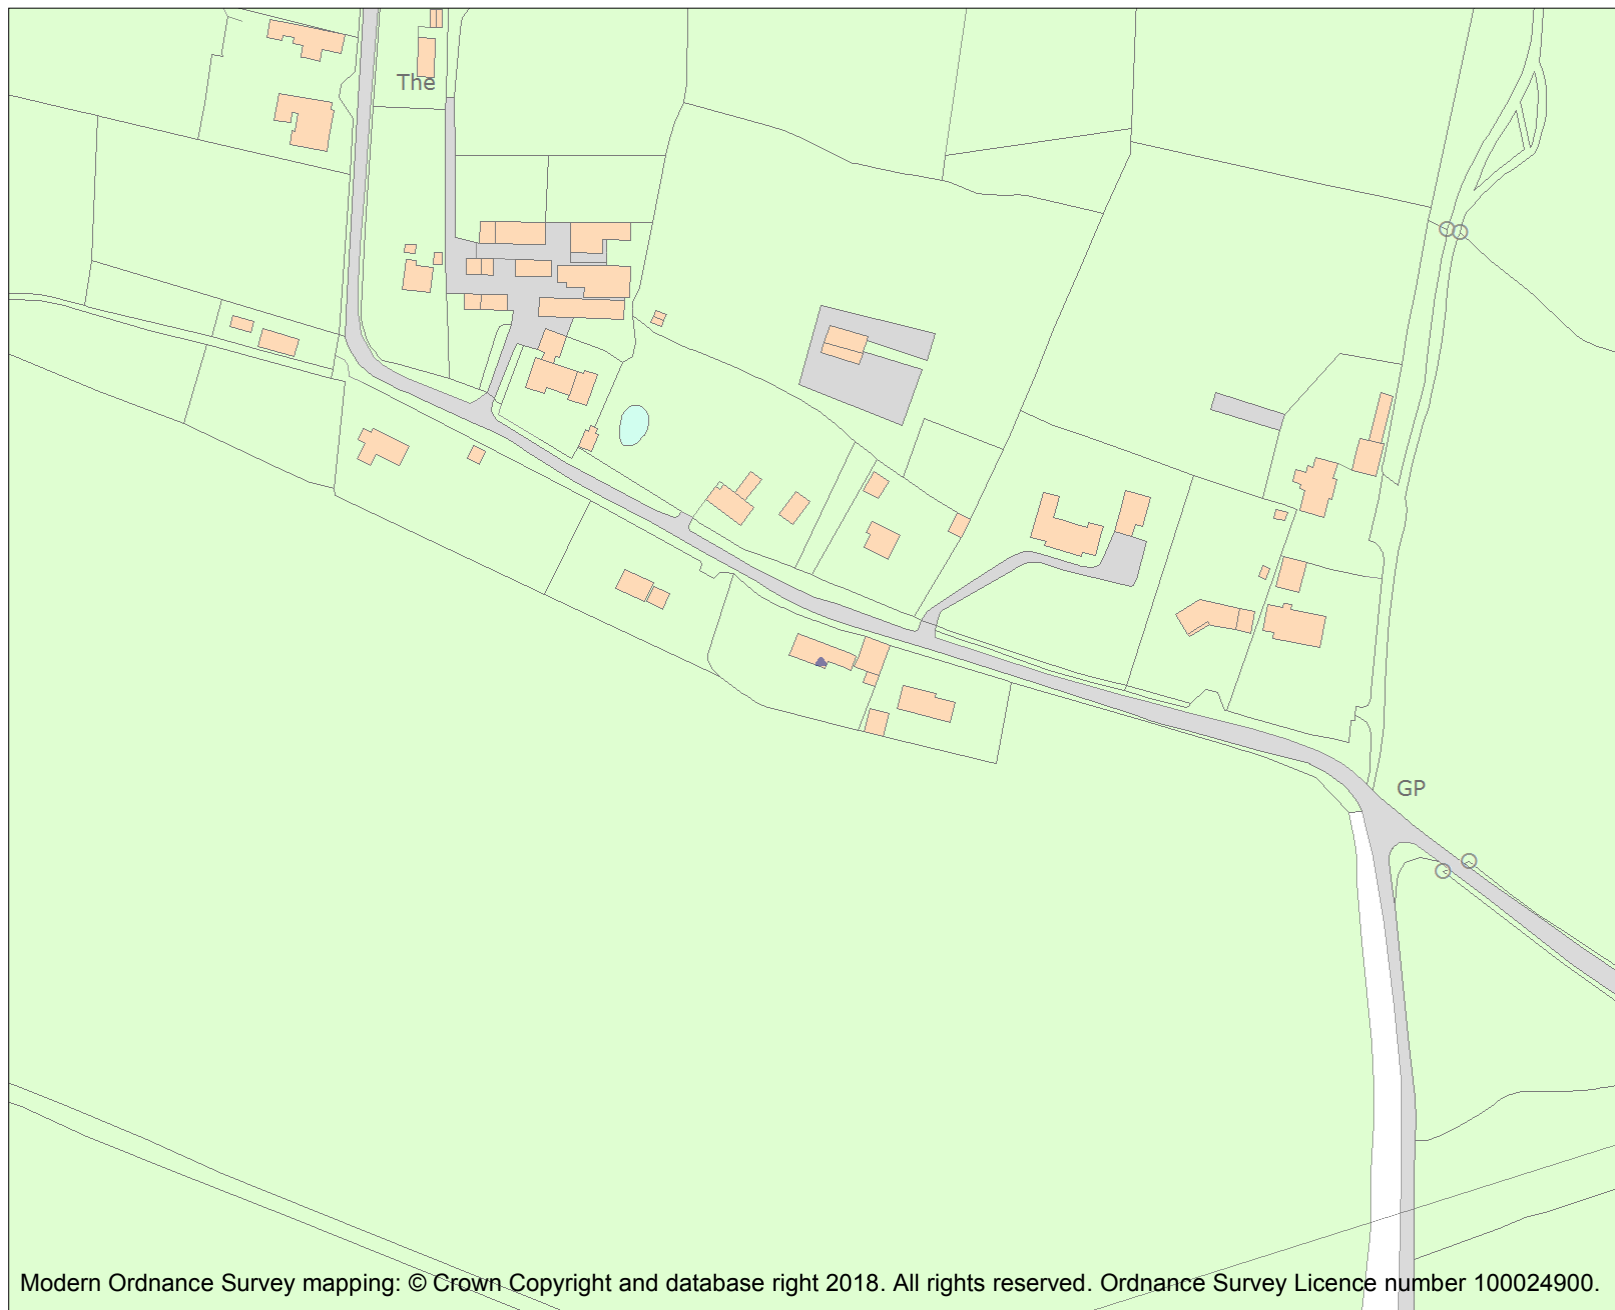 The
GP
Modern Ordnance Survey mapping: © Crown Copyright and database right 2018. All rights reserved. Ordnance Survey Licence number 100024900.